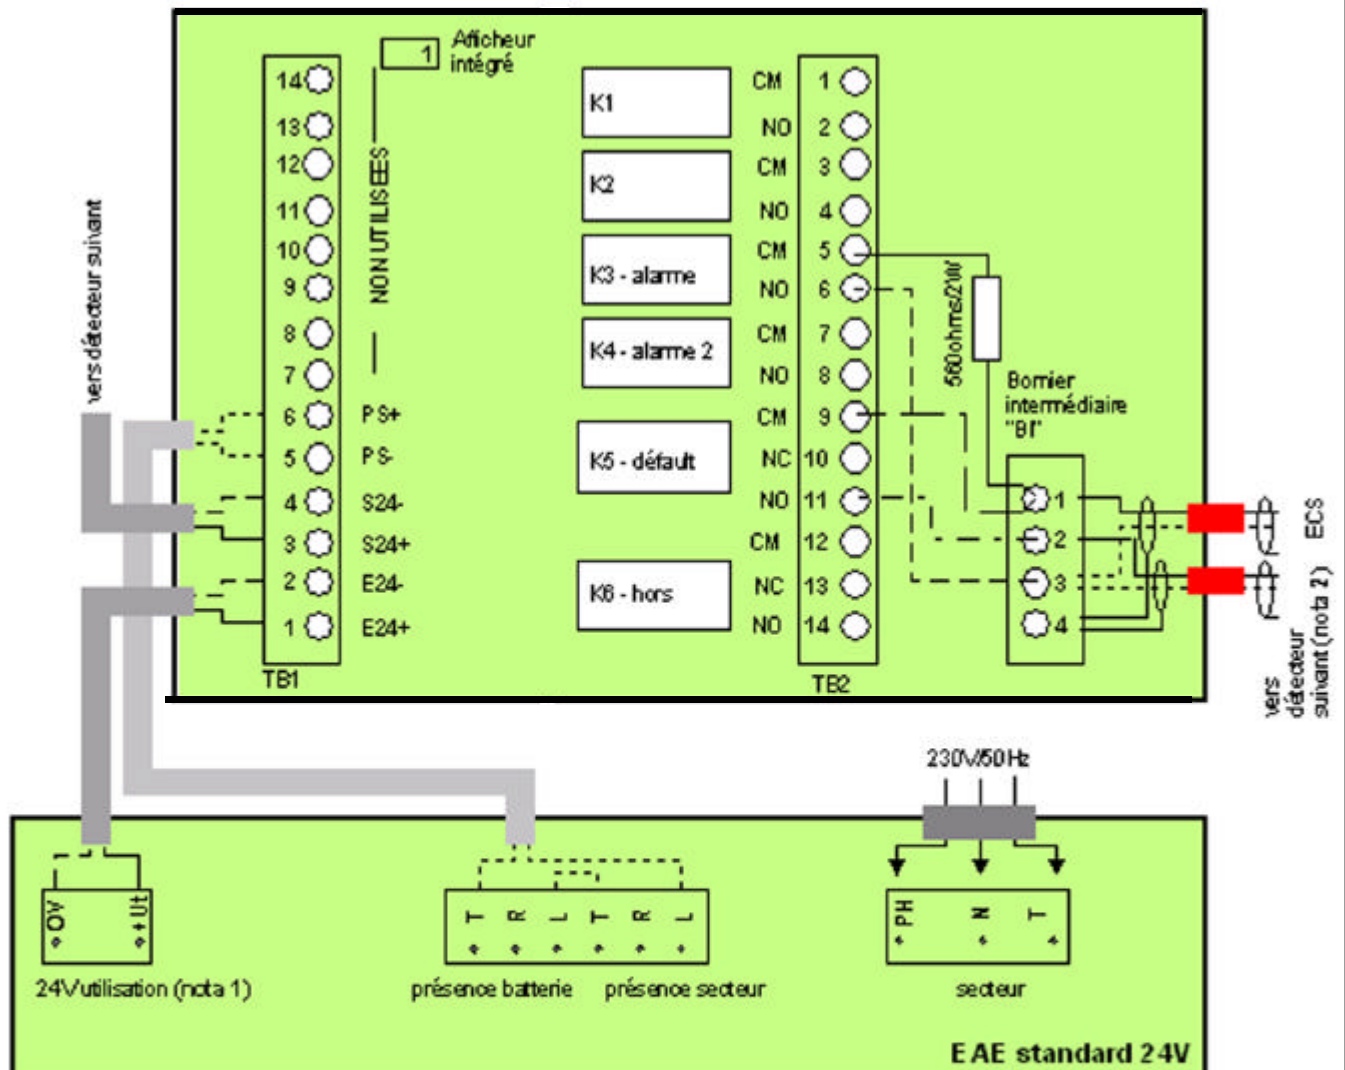 1
Afficheur
intégré
14
13
12
11
10
9
8
7
6
5
4
3
2
1
NON UTILISEES
PS+
PS-
S24-
S24+
E24-
E24+
TB1
vers détecteur suivant
K1
K2
K3 - alarme
K4 - alarme 2
K5 - défault
K6 - hors
CM 1
NO 2
CM 3
NO 4
CM 5
NO 6
CM 7
NO 8
CM 9
NC 10
NO 11
CM 12
NC 13
NO 14
TB2
560ohms/2W
Bornier
intermédiaire
"BI"
1
2
3
4
ECS
vers
détecteur
suivant (nota 2)
230V/50Hz
0V
+Ut
24V utilisation (nota 1)
T R L T R L
présence batterie
présence secteur
PH N T
secteur
EAE standard 24V